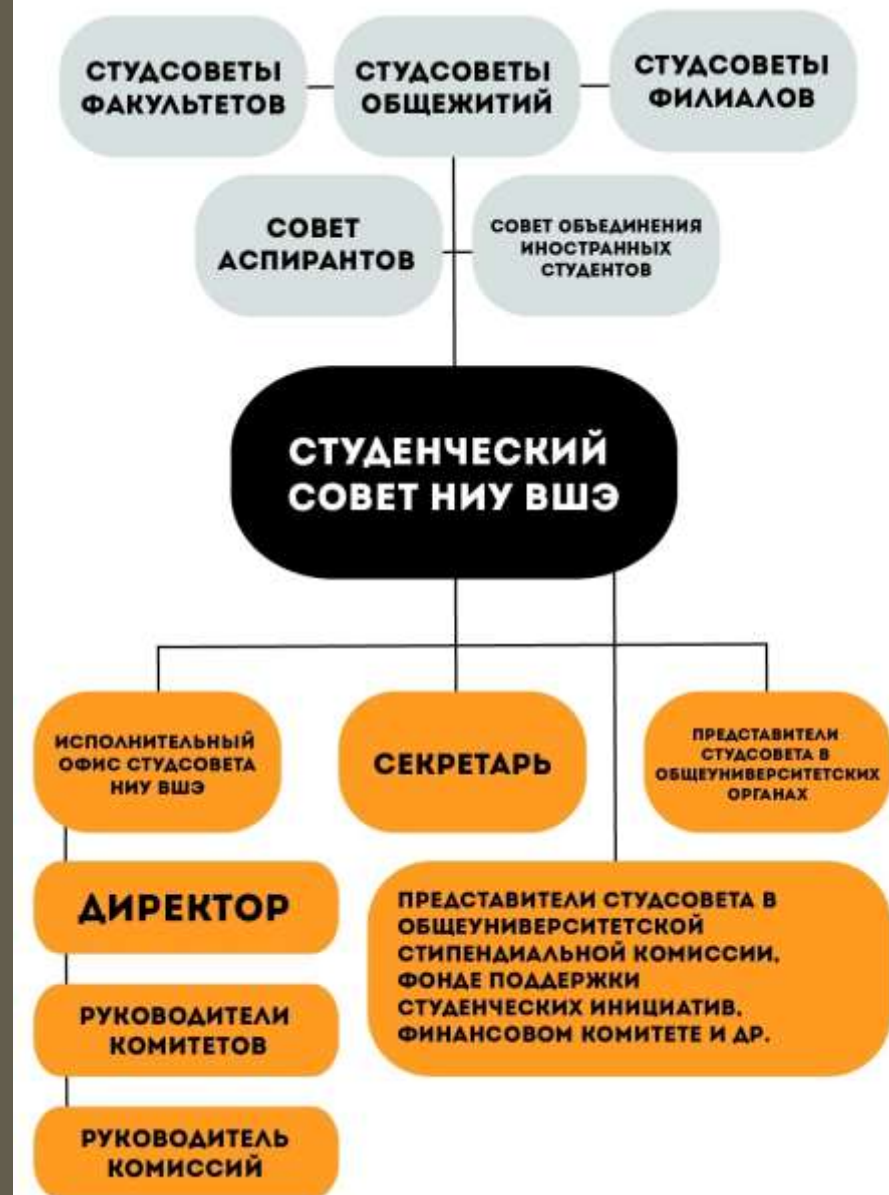 СТУДСОВЕТЫ
ФАКУЛЬТЕТОВ
СТУДСОВЕТЫ
ОБЩЕЖИТИЙ
СТУДСОВЕТЫ
ФИЛИАЛОВ
СОВЕТ
АСПИРАНТОВ
СОВЕТ ОБЪЕДИНЕНИЯ
ИНОСТРАННЫХ
СТУДЕНТОВ
СТУДЕНЧЕСКИЙ
СОВЕТ НИУ ВШЭ
ИСПОЛНИТЕЛЬНЫЙ
ОФИС СТУДСОВЕТА
НИУ ВШЭ
СЕКРЕТАРЬ
ПРЕДСТАВИТЕЛИ
СТУДСОВЕТА В
ОБЩЕУНИВЕРСИТЕТСКИХ
ОРГАНАХ
ДИРЕКТОР
РУКОВОДИТЕЛИ
КОМИТЕТОВ
РУКОВОДИТЕЛЬ
КОМИССИЙ
ПРЕДСТАВИТЕЛИ СТУДСОВЕТА В
ОБЩЕУНИВЕРСИТЕТСКОЙ
СТИПЕНДИАЛЬНОЙ КОМИССИИ,
ФОНДЕ ПОДДЕРЖКИ
СТУДЕНЧЕСКИХ ИНИЦИАТИВ,
ФИНАНСОВОМ КОМИТЕТЕ И ДР.